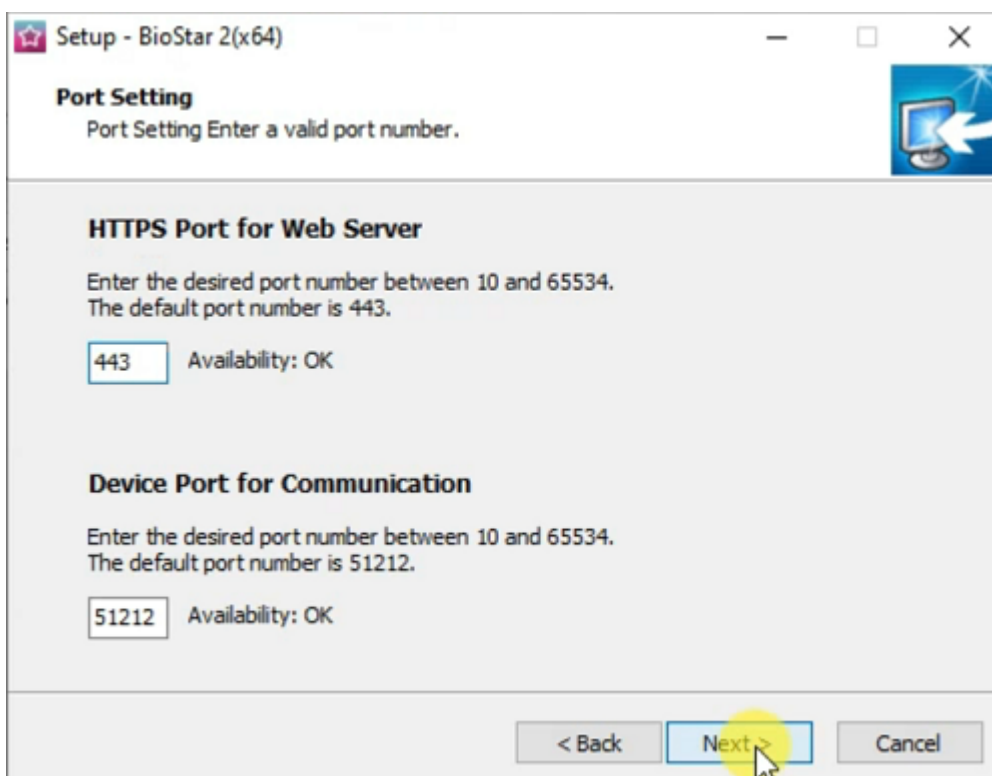 Setup - BioStar 2(x64)
Port Setting
Port Setting Enter a valid port number.
HTTPS Port for Web Server
Enter the desired port number between 10 and 65534.
The default port number is 443.
443 Availability: OK
Device Port for Communication
Enter the desired port number between 10 and 65534.
The default port number is 51212.
51212 Availability: OK
< Back Next > Cancel